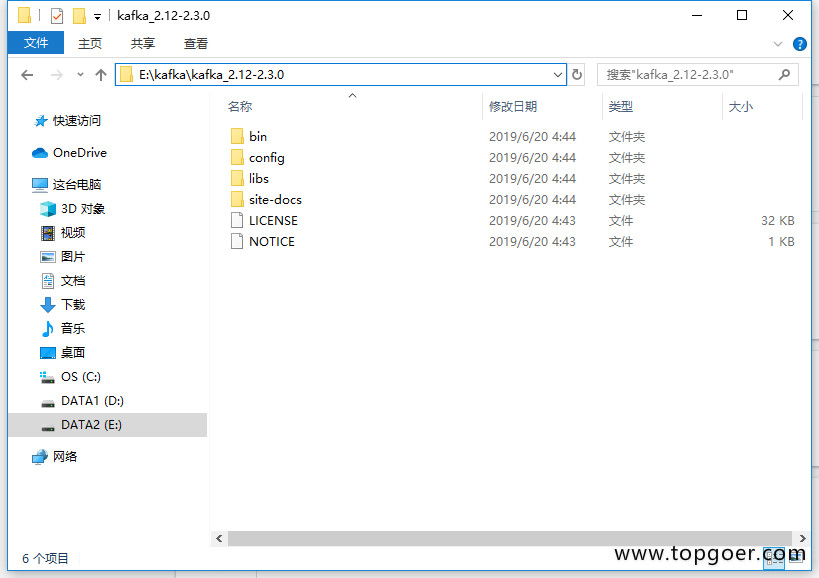 kafka_2.12-2.3.0
文件 主页 共享 查看
E:\kafka\kafka_2.12-2.3.0 搜索"kafka_2.12-2.3.0"
名称 修改日期 类型 大小
快速访问
OneDrive
这台电脑
3D 对象
视频
图片
文档
下载
音乐
桌面
OS (C:)
DATA1 (D:)
DATA2 (E:)
网络
bin 2019/6/20 4:44 文件夹
config 2019/6/20 4:44 文件夹
libs 2019/6/20 4:44 文件夹
site-docs 2019/6/20 4:44 文件夹
LICENSE 2019/6/20 4:43 文件 32 KB
NOTICE 2019/6/20 4:43 文件 1 KB
6 个项目
www.topgoer.com